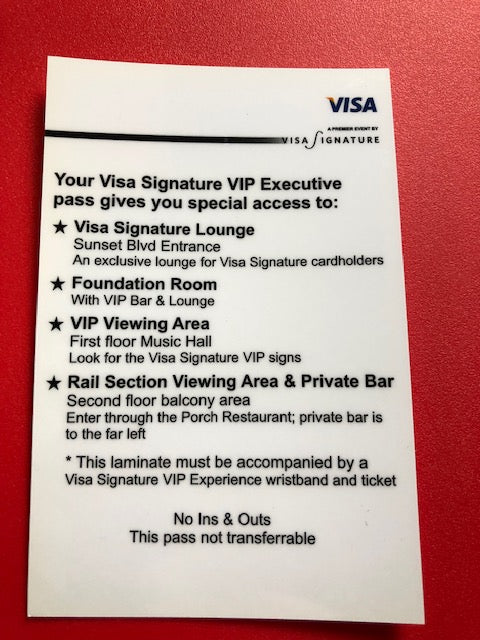 VISA
A PREMIER EVENT BY
VISA SIGNATURE
Your Visa Signature VIP Executive
pass gives you special access to:
★ Visa Signature Lounge
Sunset Blvd Entrance
An exclusive lounge for Visa Signature cardholders
★ Foundation Room
With VIP Bar & Lounge
★ VIP Viewing Area
First floor Music Hall
Look for the Visa Signature VIP signs
★ Rail Section Viewing Area & Private Bar
Second floor balcony area
Enter through the Porch Restaurant; private bar is
to the far left
* This laminate must be accompanied by a
Visa Signature VIP Experience wristband and ticket
No Ins & Outs
This pass not transferrable